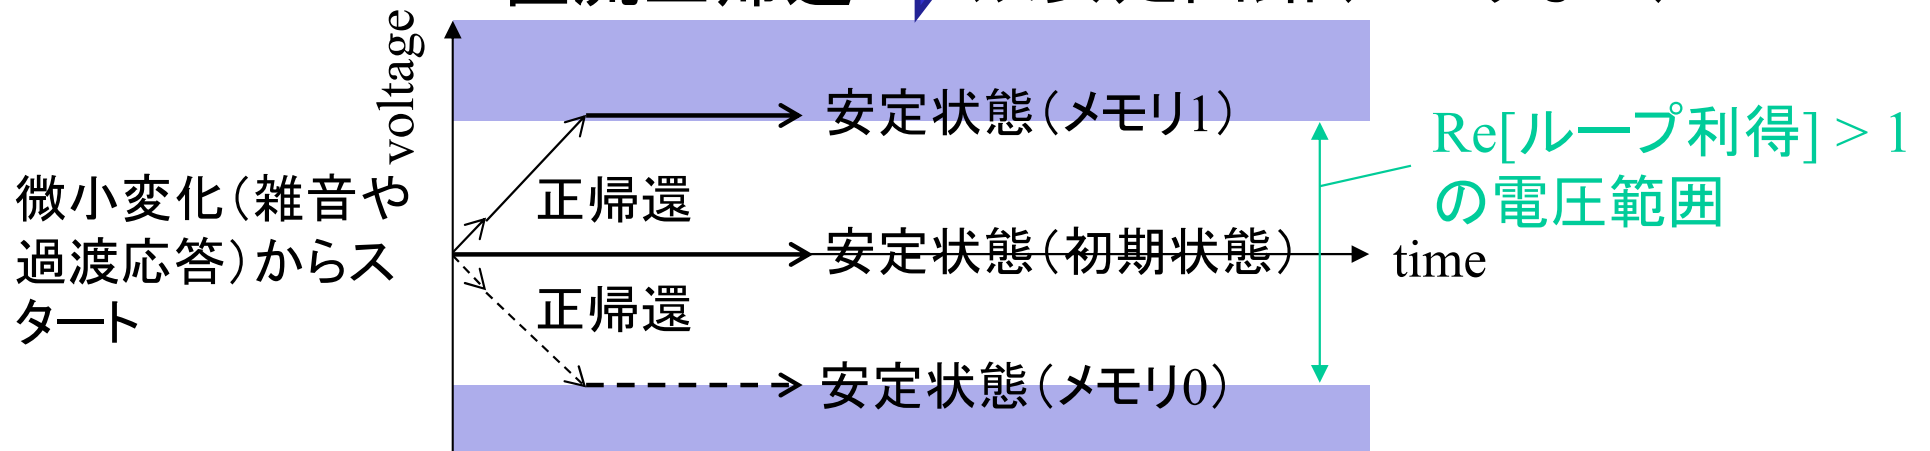 voltage
安定状態（メモリ1）
Re[ループ利得] > 1
の電圧範囲
正帰還
微小変化（雑音や
過渡応答）からス
タート
安定状態（初期状態）
time
正帰還
安定状態（メモリ0）